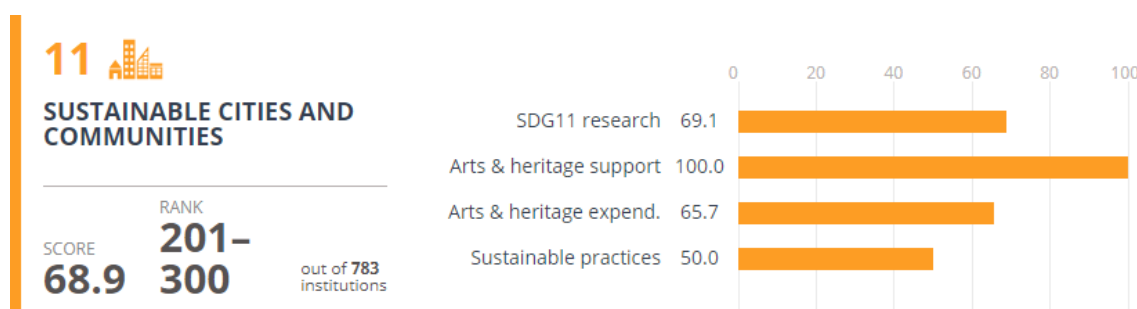 11
SUSTAINABLE CITIES AND
COMMUNITIES
SCORE
68.9
RANK
201–
300
out of 783
institutions
0 20 40 60 80 100
SDG11 research 69.1
Arts & heritage support 100.0
Arts & heritage expend. 65.7
Sustainable practices 50.0